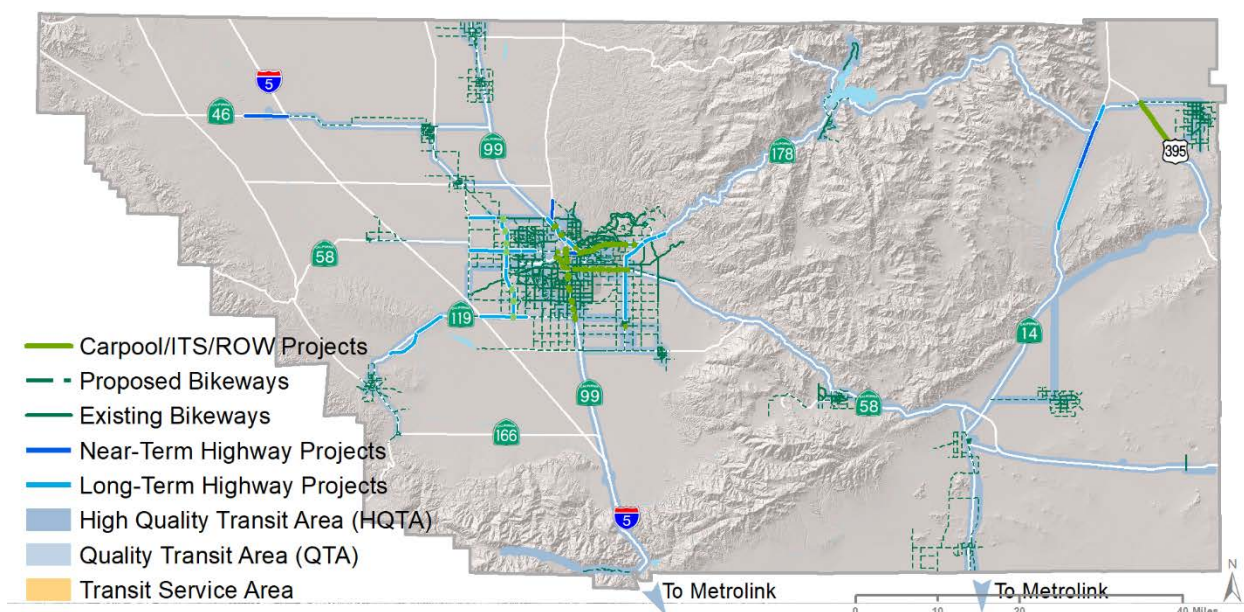 5
46
99
178
395
58
119
14
99
58
166
5
Carpool/ITS/ROW Projects
Proposed Bikeways
Existing Bikeways
Near-Term Highway Projects
Long-Term Highway Projects
High Quality Transit Area (HQTA)
Quality Transit Area (QTA)
Transit Service Area
To Metrolink
To Metrolink
N
0 10 20 40 Miles